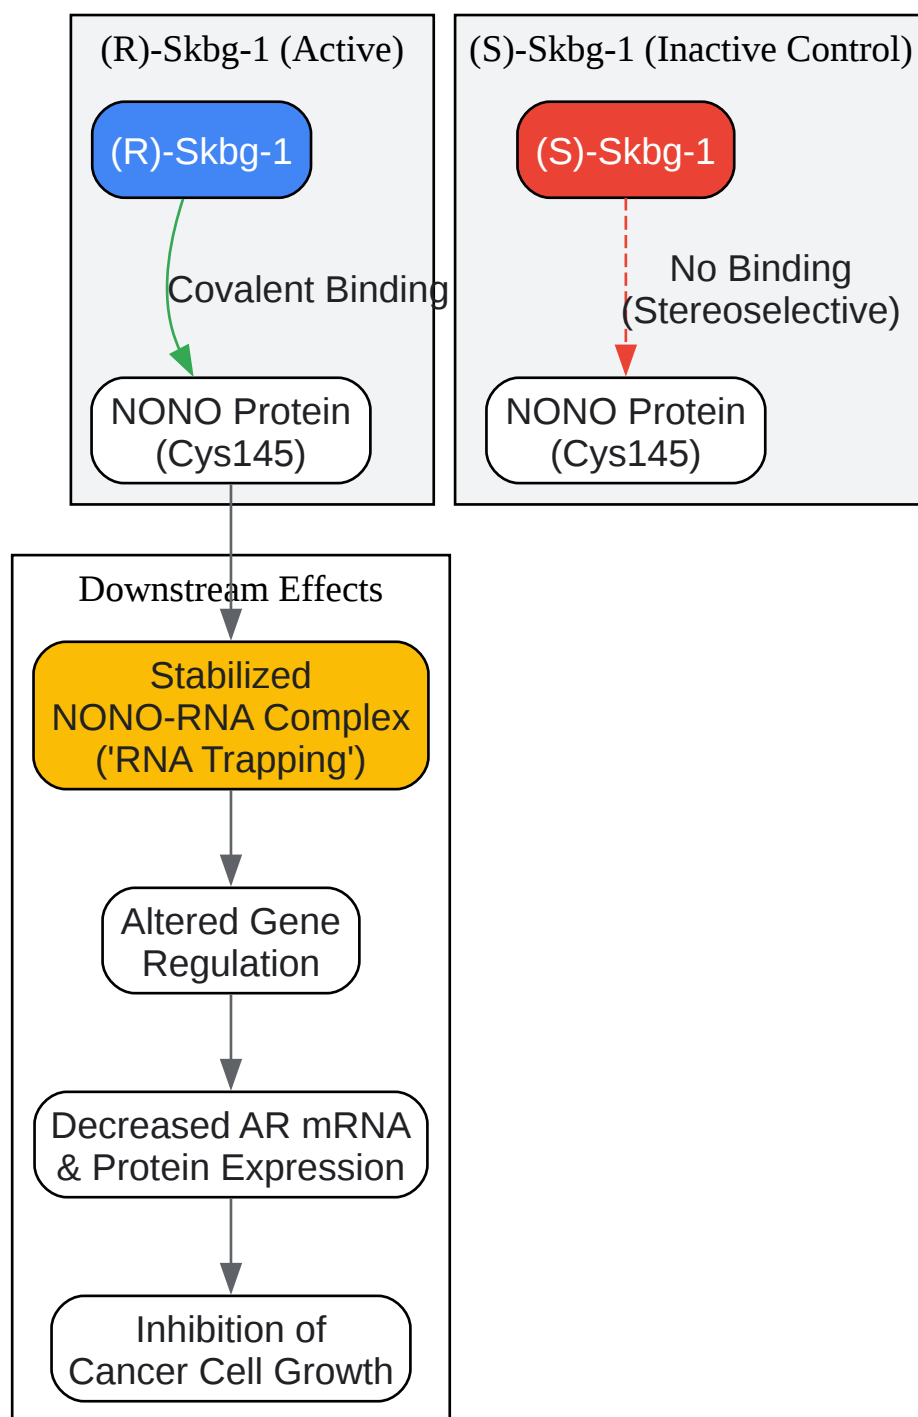 (R)-Skbg-1 (Active)
(R)-Skbg-1
Covalent Binding
NONO Protein
(Cys145)
(S)-Skbg-1 (Inactive Control)
(S)-Skbg-1
No Binding
(Stereoselective)
NONO Protein
(Cys145)
Downstream Effects
Stabilized
NONO-RNA Complex
('RNA Trapping')
Altered Gene
Regulation
Decreased AR mRNA
& Protein Expression
Inhibition of
Cancer Cell Growth